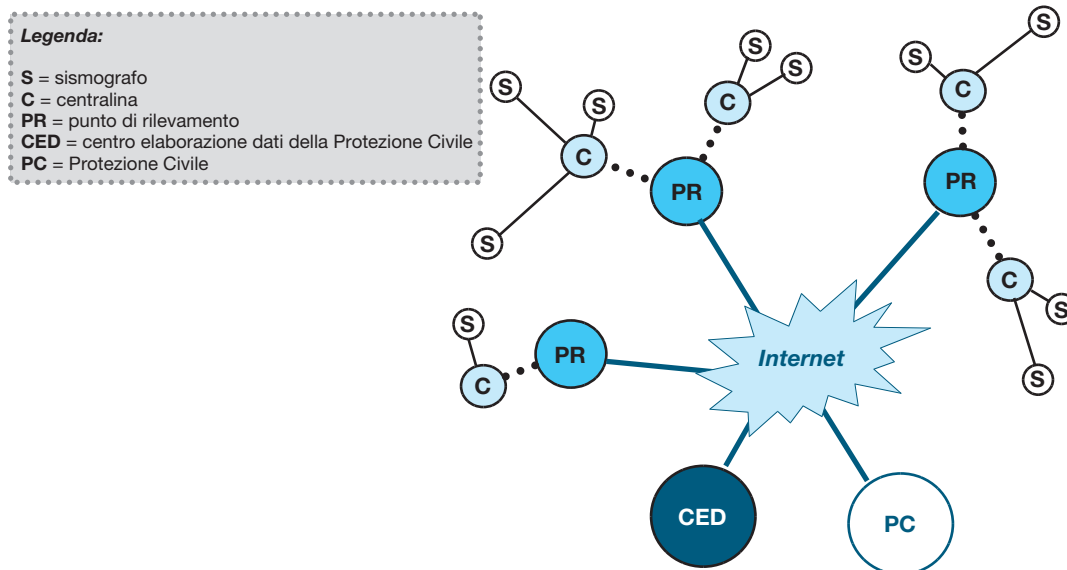 Legenda:
S = sismografo
C = centralina
PR = punto di rilevamento
CED = centro elaborazione dati della Protezione Civile
PC = Protezione Civile
S
S
S
C
S
S
S
C
PR
S
S
C
PR
C
S
S
S
C
PR
Internet
CED
PC